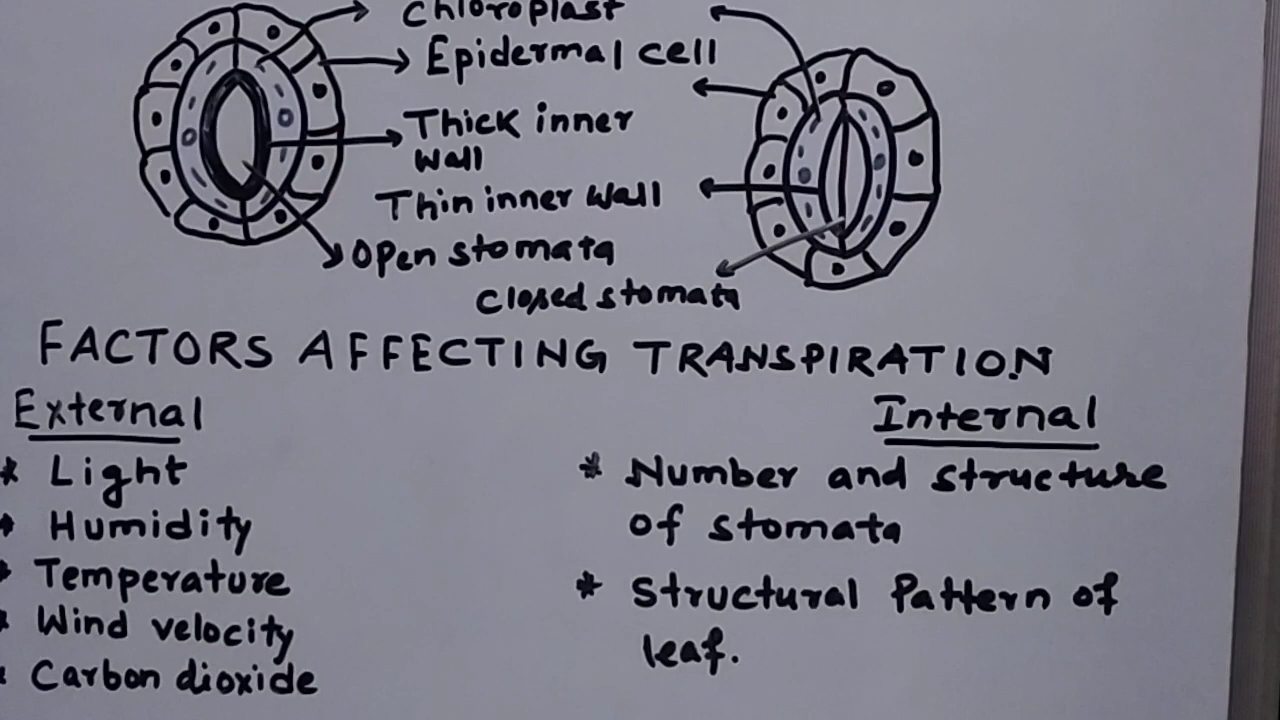 Chloroplast
Epidermal cell
Thick inner
wall
Thin inner wall
Open stomata
Closed stomata
FACTORS AFFECTING TRANSPIRATION
External
* Light
* Humidity
* Temperature
* Wind velocity
* Carbon dioxide
Internal
* Number and structure
of stomata
* Structural Pattern of
leaf.